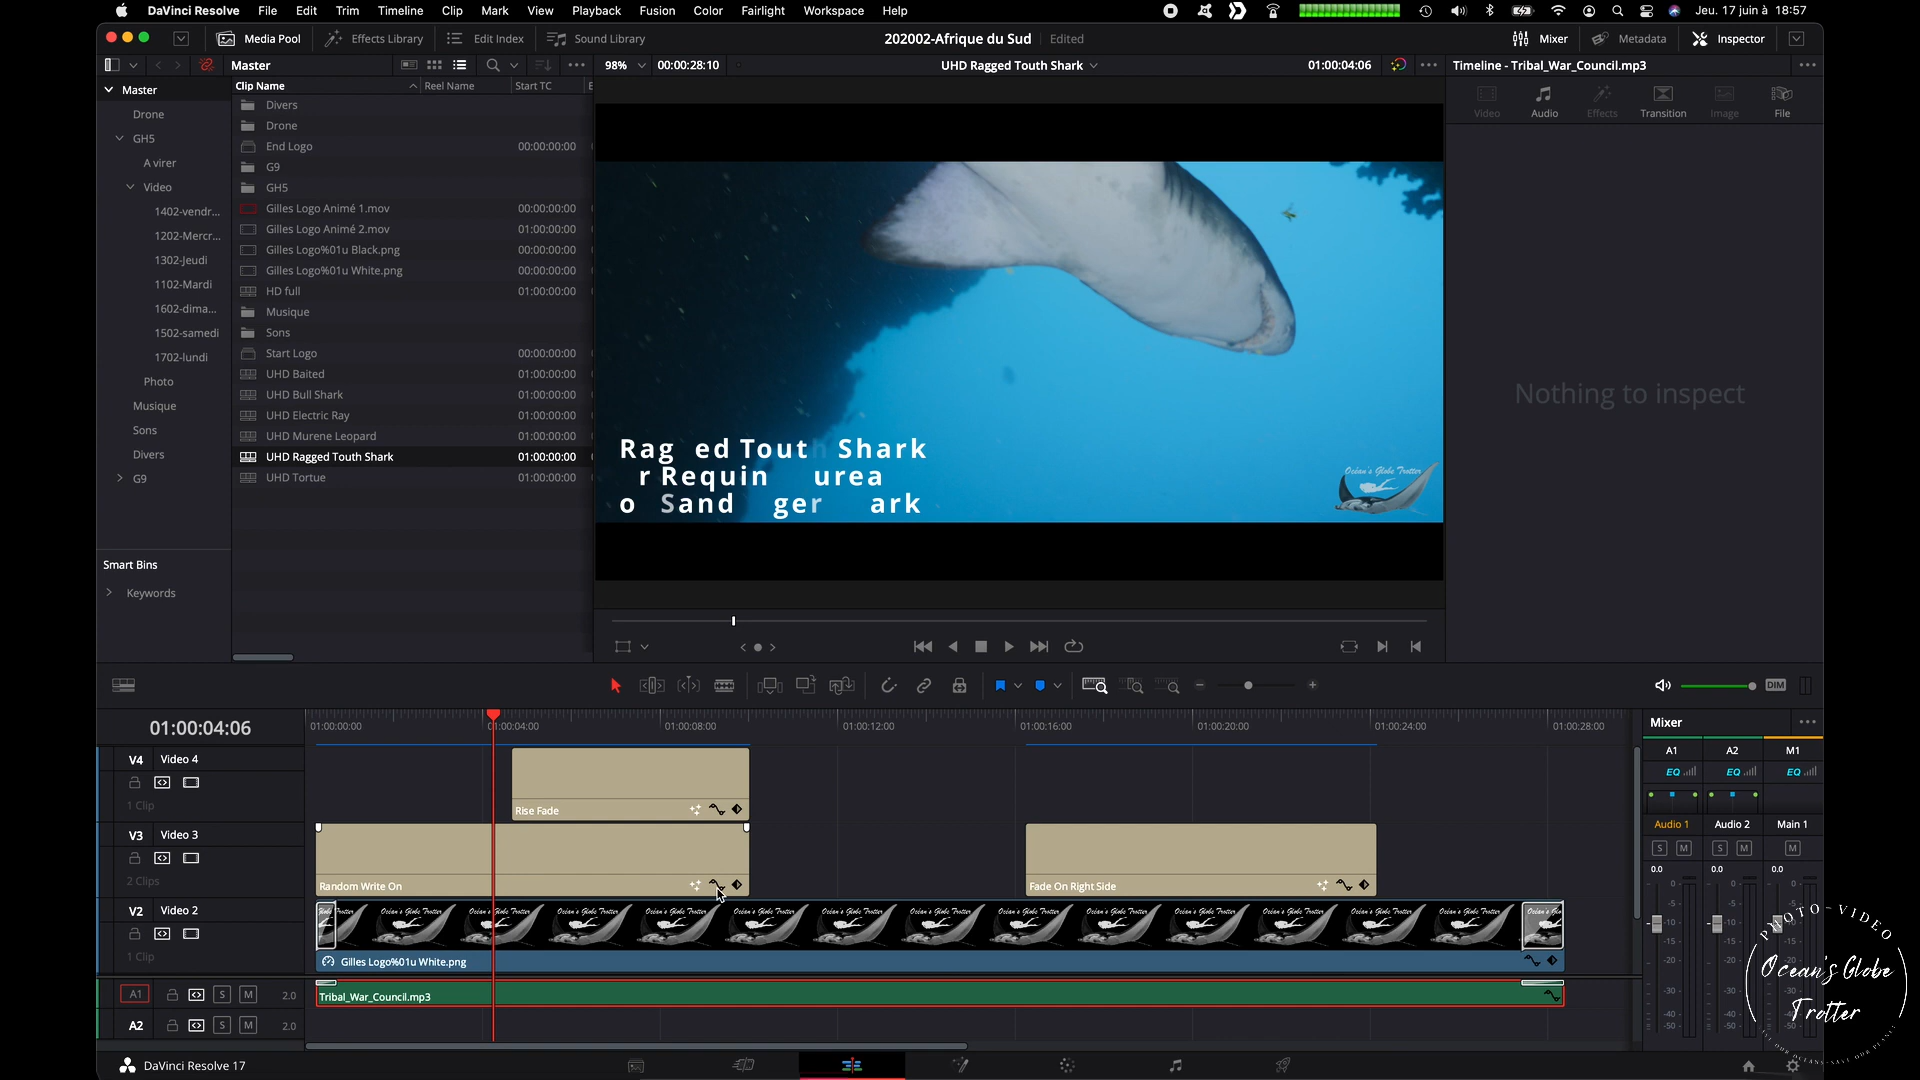 DaVinci Resolve File Edit Trim Timeline Clip Mark View Playback Fusion Color Fairlight Workspace Help Jeu. 17 juin à 18:57
Media Pool Effects Library Edit Index Sound Library 202002-Afrique du Sud Edited Mixer Metadata Inspector
Master 98% 00:00:28:10 UHD Ragged Touth Shark 01:00:04:06 Timeline - Tribal_War_Council.mp3
Clip Name Reel Name Start TC
Video Audio Effects Transition Image File
Master
Drone
GH5
A virer
Video
1402-vendr...
1202-Mercr...
1302-Jeudi
1102-Mardi
1602-dima...
1502-samedi
1702-lundi
Photo
Musique
Sons
Divers
G9
Smart Bins
Keywords
Divers
Drone
End Logo 00:00:00:00
G9
GH5
Gilles Logo Animé 1.mov 00:00:00:00
Gilles Logo Animé 2.mov 01:00:00:00
Gilles Logo%01u Black.png 00:00:00:00
Gilles Logo%01u White.png 00:00:00:00
HD full 01:00:00:00
Musique
Sons
Start Logo 00:00:00:00
UHD Baited 01:00:00:00
UHD Bull Shark 01:00:00:00
UHD Electric Ray 01:00:00:00
UHD Murene Leopard 01:00:00:00
UHD Ragged Touth Shark 01:00:00:00
UHD Tortue 01:00:00:00
Rag ed Touth Shark
r Requin urea
o Sand ger ark
Océan's Globe Trotter
Nothing to inspect
DIM
01:00:04:06 01:00:00:00 01:00:04:00 01:00:08:00 01:00:12:00 01:00:16:00 01:00:20:00 01:00:24:00 01:00:28:00
V4 Video 4
1 Clip
Rise Fade
V3 Video 3
2 Clips
Random Write On Fade On Right Side
V2 Video 2
1 Clip
Gilles Logo%01u White.png
A1 S M 2.0 Tribal_War_Council.mp3
A2 S M 2.0
Mixer
A1 A2 M1
EQ EQ EQ
Audio 1 Audio 2 Main 1
S M S M M
0.0 0.0 0.0
PHOTO - VIDEO
Océan's Globe
Trotter
DaVinci Resolve 17